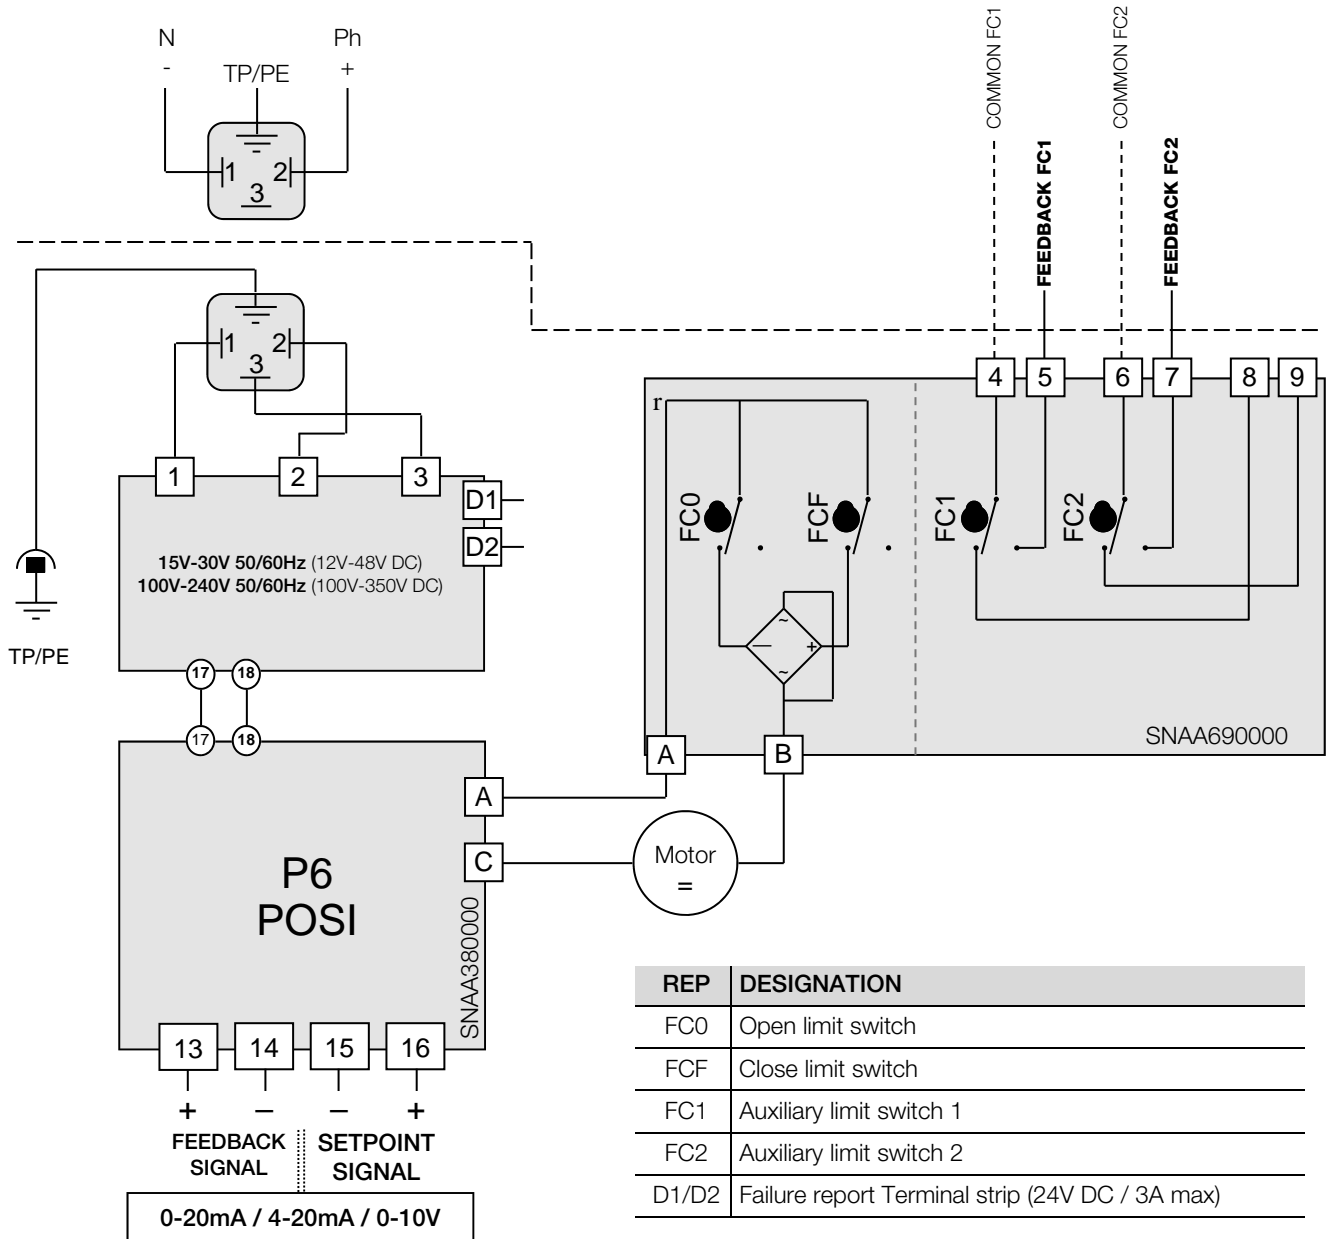 N
Ph
-
TP/PE
+
1
2
3
COMMON FC1
FEEDBACK FC1
COMMON FC2
FEEDBACK FC2
1
2
3
1
2
3
D1
D2
15V-30V 50/60Hz (12V-48V DC)
100V-240V 50/60Hz (100V-350V DC)
TP/PE
17
18
17
18
4
5
6
7
8
9
r
FC0
FCF
FC1
FC2
~
—
+
~
SNAA690000
A
B
A
C
Motor
=
P6
POSI
SNAA380000
13
14
15
16
+
–
–
+
FEEDBACK
SIGNAL
SETPOINT
SIGNAL
0-20mA / 4-20mA / 0-10V
REP DESIGNATION
FC0 Open limit switch
FCF Close limit switch
FC1 Auxiliary limit switch 1
FC2 Auxiliary limit switch 2
D1/D2 Failure report Terminal strip (24V DC / 3A max)